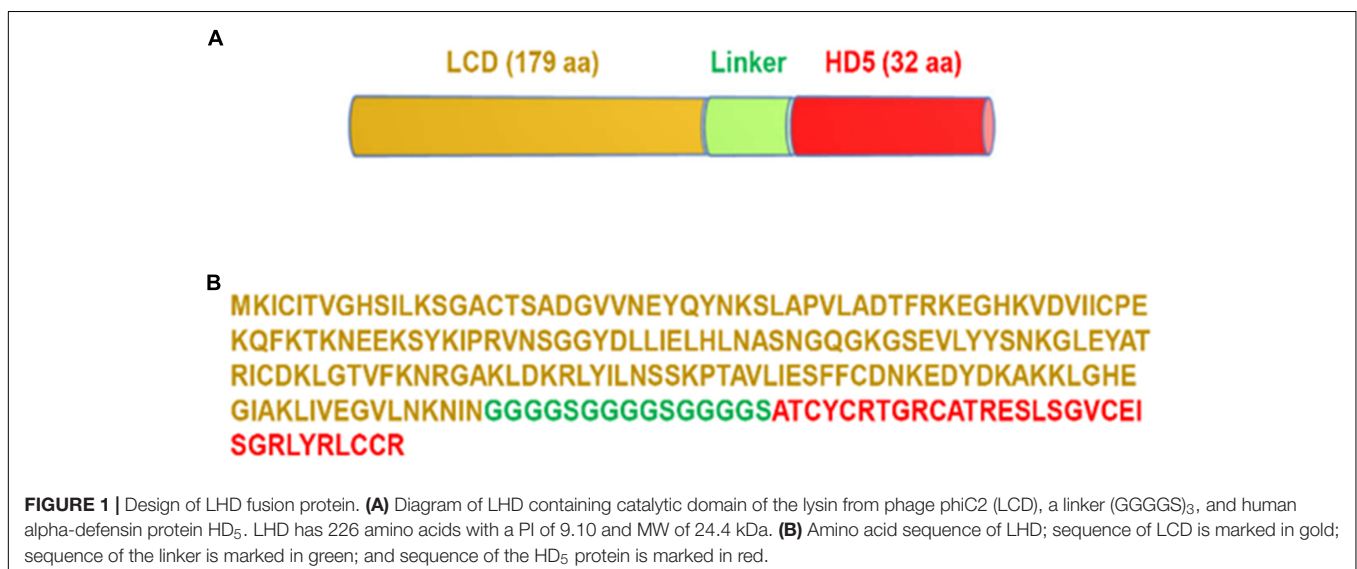 A
LCD (179 aa) Linker HD5 (32 aa)
B
MKICITVGHSILKSGACTSADGVVNEYQYNKSLAPVLADTFRKEGHKVDVIICPE
KQFKTKNEEKSYKIPRVNSGGYDLLIELHLNASNGQGKGSEVLYYSNKGLEYAT
RICDKLGTVFKNRGAKLDKRLYILNSSKPTAVLIESFFCDNKEDYDKAKKLGHE
GIAKLIVEGVLNKNINGGGGSGGGGSGGGGSATCYCRTGRCATRESLSGVCEI
SGRLYRLCCR
FIGURE 1 | Design of LHD fusion protein. (A) Diagram of LHD containing catalytic domain of the lysin from phage phiC2 (LCD), a linker (GGGGS)₃, and human
alpha-defensin protein HD₅. LHD has 226 amino acids with a PI of 9.10 and MW of 24.4 kDa. (B) Amino acid sequence of LHD; sequence of LCD is marked in gold;
sequence of the linker is marked in green; and sequence of the HD₅ protein is marked in red.